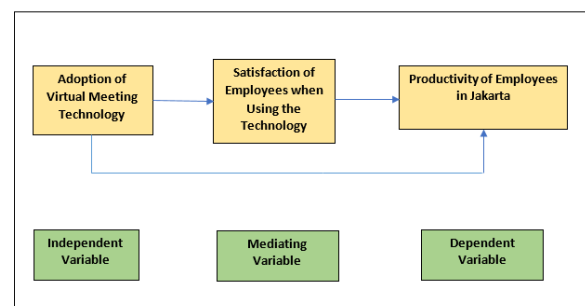 Adoption of
Virtual Meeting
Technology
Satisfaction of
Employees when
Using the
Technology
Productivity of Employees
in Jakarta
Independent
Variable
Mediating
Variable
Dependent
Variable